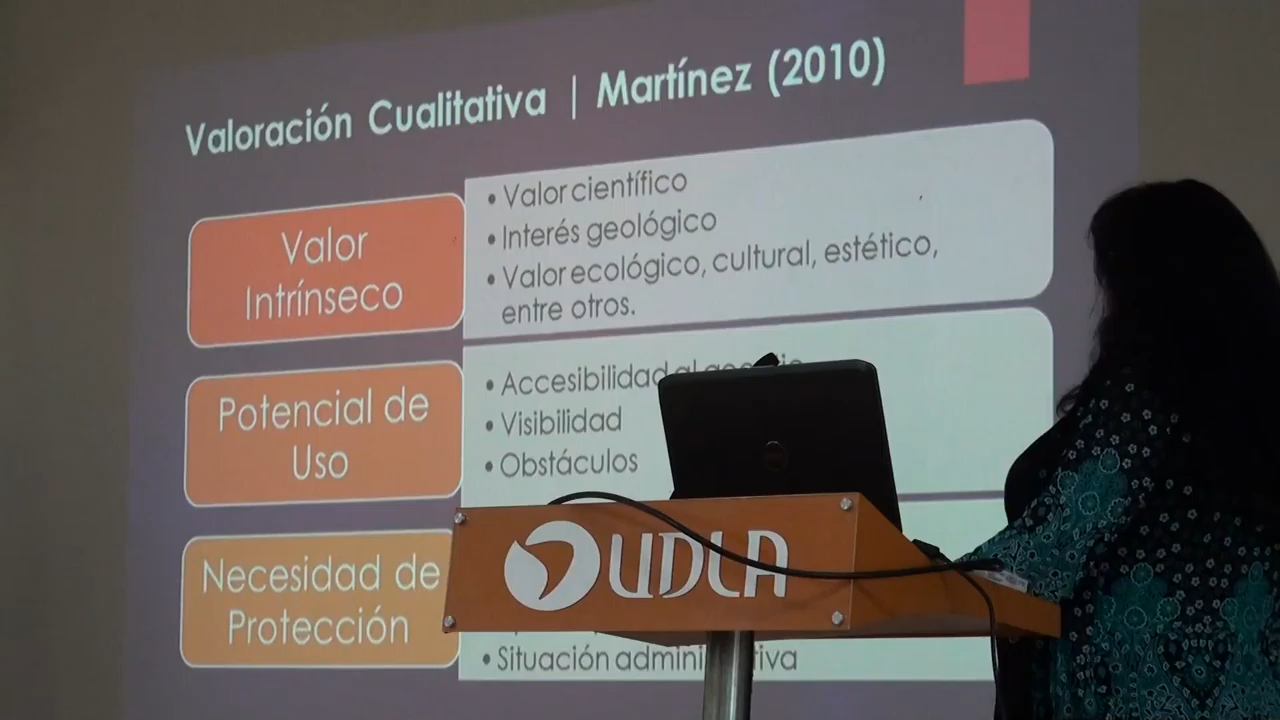 Valoración Cualitativa | Martínez (2010)
Valor
Intrínseco
• Valor científico
• Interés geológico
• Valor ecológico, cultural, estético,
entre otros.
Potencial de
Uso
• Accesibilidad al
• Visibilidad
• Obstáculos
Necesidad de
Protección
• Situación
UDLA